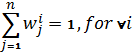 n
∑ w_j^i = 1, for ∀i
j=1